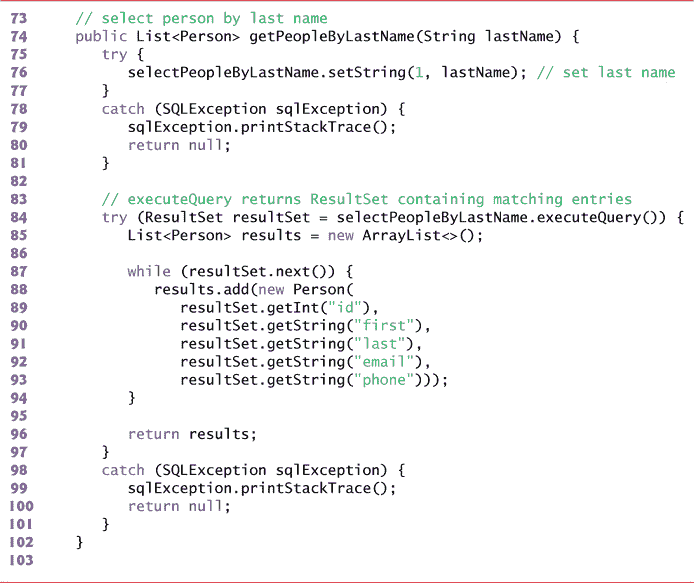 73 // select person by last name
74 public List<Person> getPeopleByLastName(String lastName) {
75 try {
76 selectPeopleByLastName.setString(1, lastName); // set last name
77 }
78 catch (SQLException sqlException) {
79 sqlException.printStackTrace();
80 return null;
81 }
82
83 // executeQuery returns ResultSet containing matching entries
84 try (ResultSet resultSet = selectPeopleByLastName.executeQuery()) {
85 List<Person> results = new ArrayList<>();
86
87 while (resultSet.next()) {
88 results.add(new Person(
89 resultSet.getInt("id"),
90 resultSet.getString("first"),
91 resultSet.getString("last"),
92 resultSet.getString("email"),
93 resultSet.getString("phone")));
94 }
95
96 return results;
97 }
98 catch (SQLException sqlException) {
99 sqlException.printStackTrace();
100 return null;
101 }
102 }
103